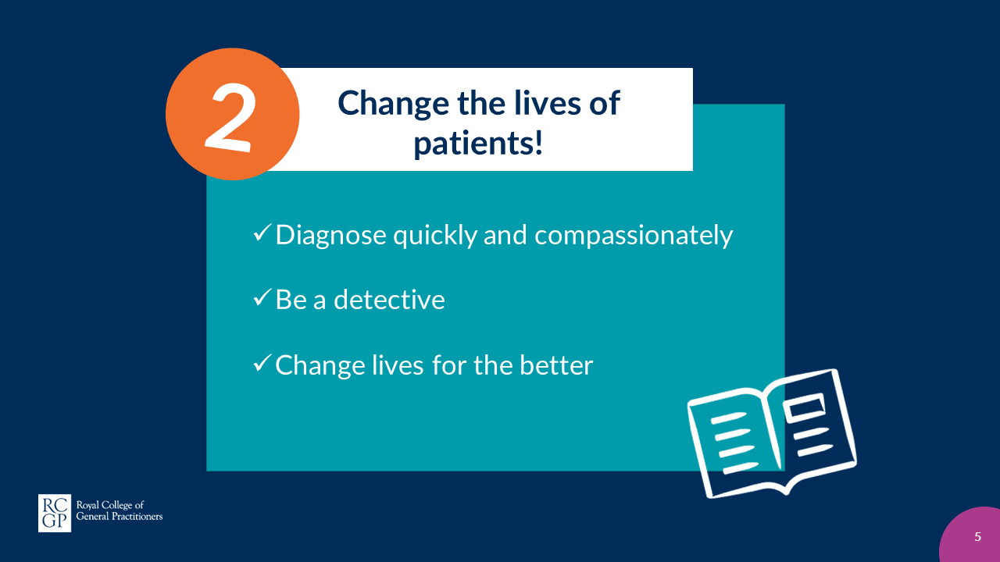 2
Change the lives of
patients!
✓Diagnose quickly and compassionately
✓Be a detective
✓Change lives for the better
RC
GP
Royal College of
General Practitioners
5